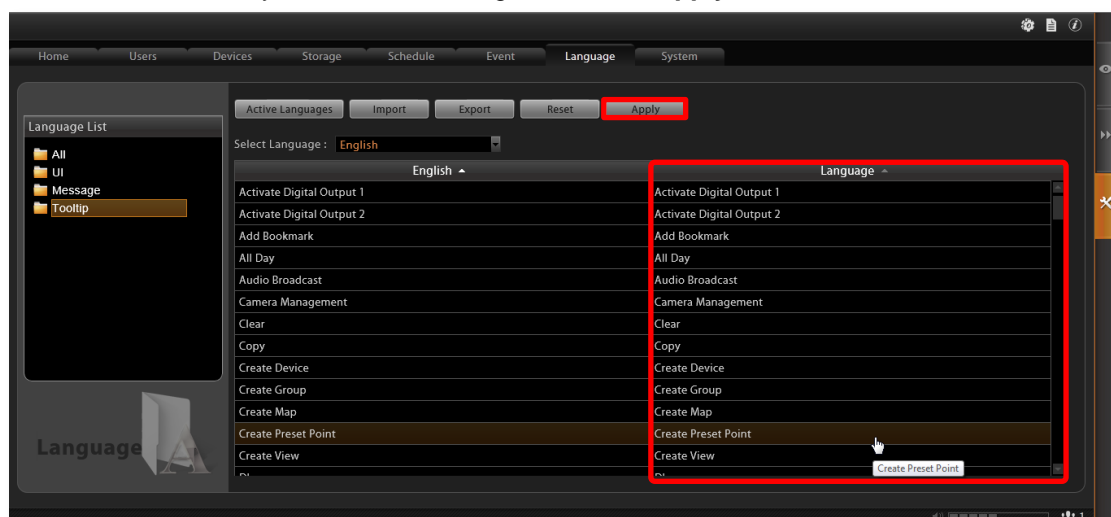 Home Users Devices Storage Schedule Event Language System
Active Languages Import Export Reset Apply
Language List
Select Language : English
All
UI
Message
Tooltip
English Language
Activate Digital Output 1 Activate Digital Output 1
Activate Digital Output 2 Activate Digital Output 2
Add Bookmark Add Bookmark
All Day All Day
Audio Broadcast Audio Broadcast
Camera Management Camera Management
Clear Clear
Copy Copy
Create Device Create Device
Create Group Create Group
Create Map Create Map
Create Preset Point Create Preset Point
Create View Create View
Create Preset Point
Language A
1